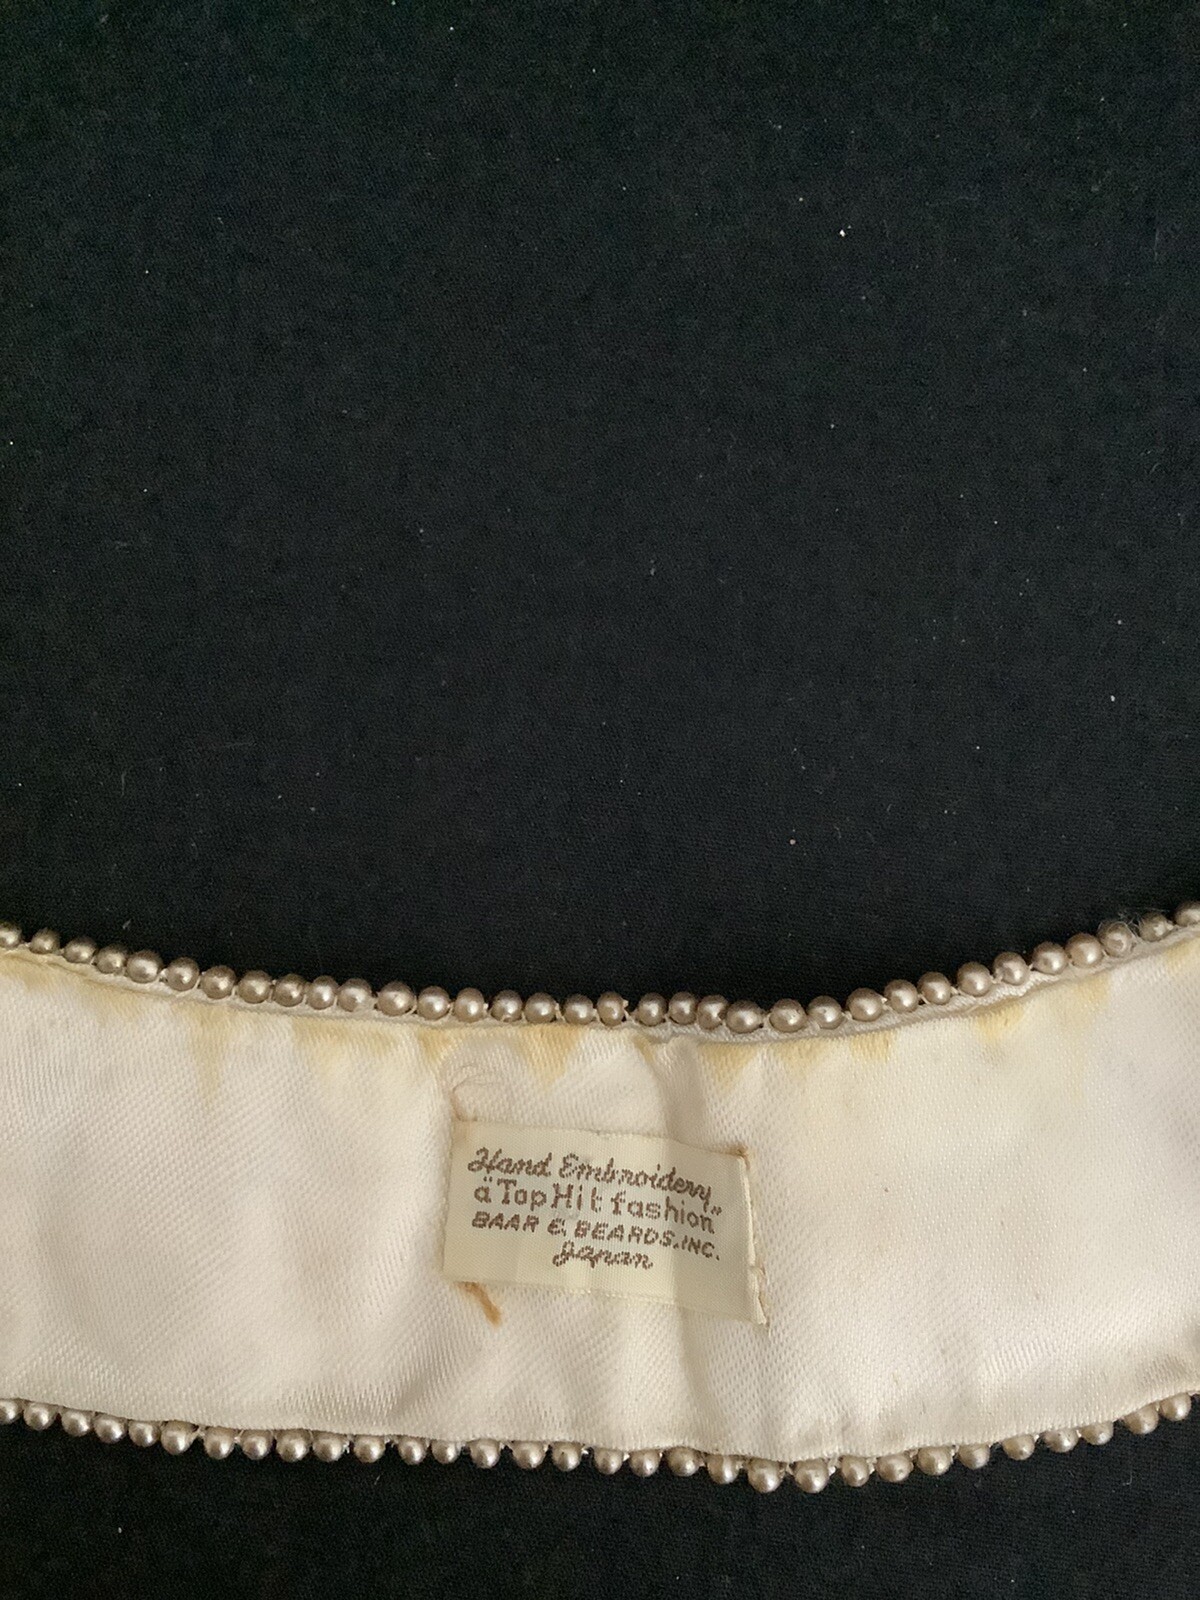 Hand Embroidery
"a Top Hit fashion"
BAAR & BEARDS, INC.
Japan